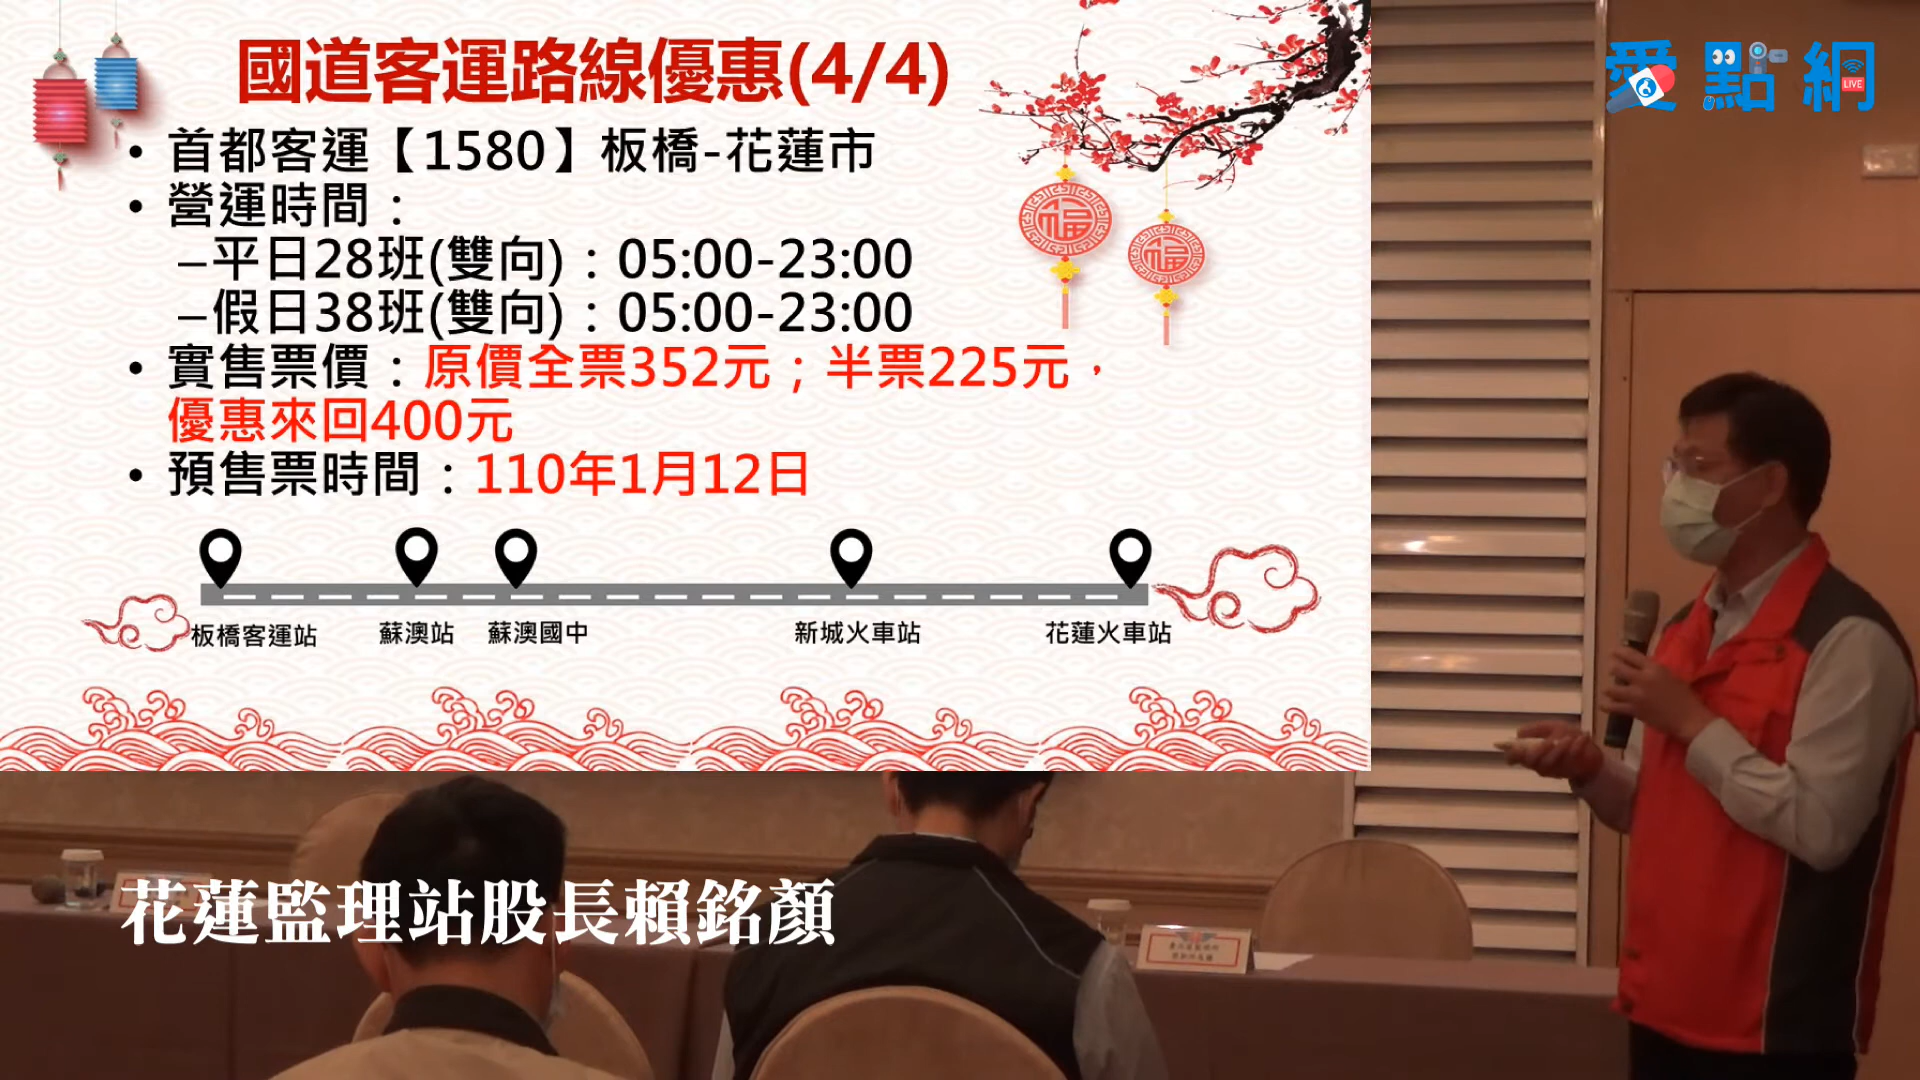 國道客運路線優惠(4/4)
愛點網
LIVE
• 首都客運【1580】板橋-花蓮市
• 營運時間：
–平日28班(雙向)：05:00-23:00
–假日38班(雙向)：05:00-23:00
福
福
• 實售票價：原價全票352元；半票225元，
優惠來回400元
• 預售票時間：110年1月12日
板橋客運站 蘇澳站 蘇澳國中 新城火車站 花蓮火車站
花蓮監理站股長賴銘顏